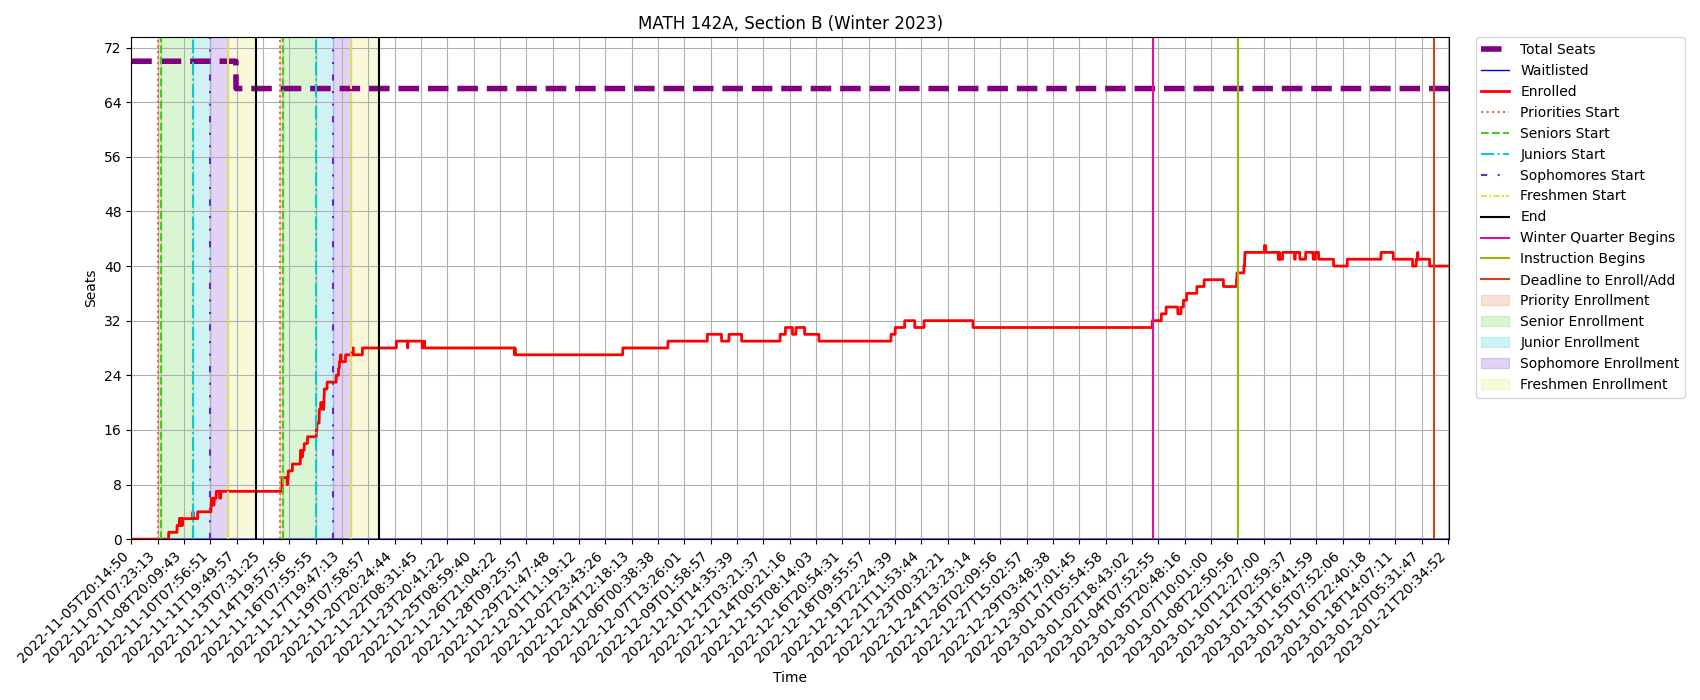 MATH 142A, Section B (Winter 2023)
Seats
72
64
56
48
40
32
24
16
8
0
2022-11-05T20:14:50
2022-11-07T07:23:13
2022-11-08T20:09:43
2022-11-10T07:56:51
2022-11-11T19:49:57
2022-11-13T07:31:25
2022-11-14T19:57:56
2022-11-16T07:55:55
2022-11-17T19:47:13
2022-11-19T07:58:57
2022-11-20T20:24:44
2022-11-22T08:31:45
2022-11-23T20:41:22
2022-11-25T08:59:40
2022-11-26T21:04:22
2022-11-28T09:25:57
2022-11-29T21:47:48
2022-12-01T11:19:12
2022-12-02T23:43:26
2022-12-04T12:18:13
2022-12-06T00:38:38
2022-12-07T13:26:01
2022-12-09T01:58:57
2022-12-10T14:35:39
2022-12-12T03:21:37
2022-12-14T00:21:16
2022-12-15T08:14:03
2022-12-16T20:54:31
2022-12-18T09:55:57
2022-12-19T22:24:39
2022-12-21T11:53:44
2022-12-23T00:32:21
2022-12-24T13:23:14
2022-12-26T02:09:56
2022-12-27T15:02:57
2022-12-29T03:48:38
2022-12-30T17:01:45
2023-01-01T05:54:58
2023-01-02T18:43:02
2023-01-04T07:52:55
2023-01-05T20:48:16
2023-01-07T10:01:00
2023-01-08T22:50:56
2023-01-10T12:27:00
2023-01-12T02:59:37
2023-01-13T16:41:59
2023-01-15T07:52:06
2023-01-16T22:40:18
2023-01-18T14:07:11
2023-01-20T05:31:47
2023-01-21T20:34:52
Time
Total Seats
Waitlisted
Enrolled
Priorities Start
Seniors Start
Juniors Start
Sophomores Start
Freshmen Start
End
Winter Quarter Begins
Instruction Begins
Deadline to Enroll/Add
Priority Enrollment
Senior Enrollment
Junior Enrollment
Sophomore Enrollment
Freshmen Enrollment